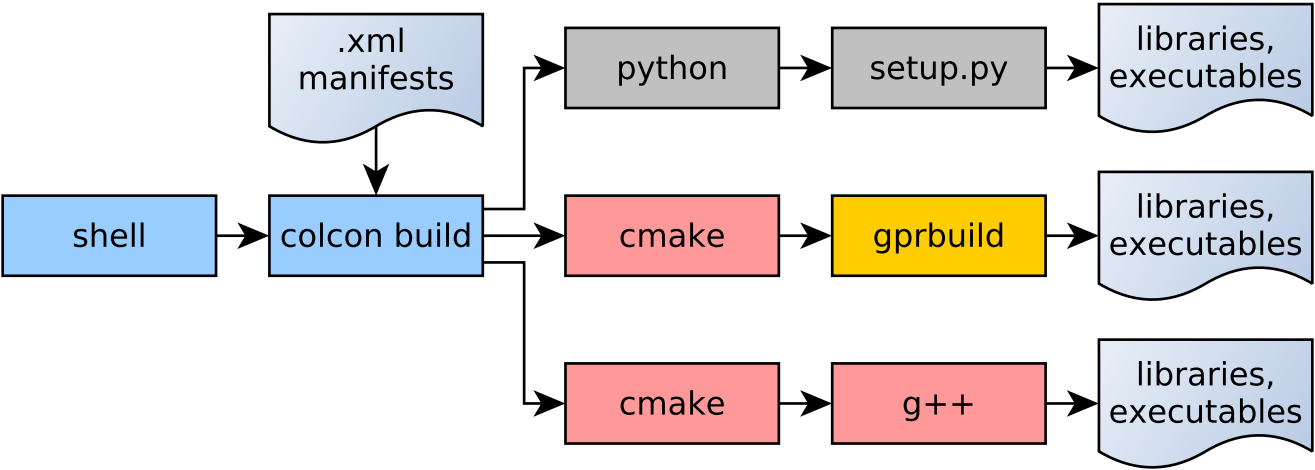 .xml
manifests
python
setup.py
libraries,
executables
shell
colcon build
cmake
gprbuild
libraries,
executables
cmake
g++
libraries,
executables